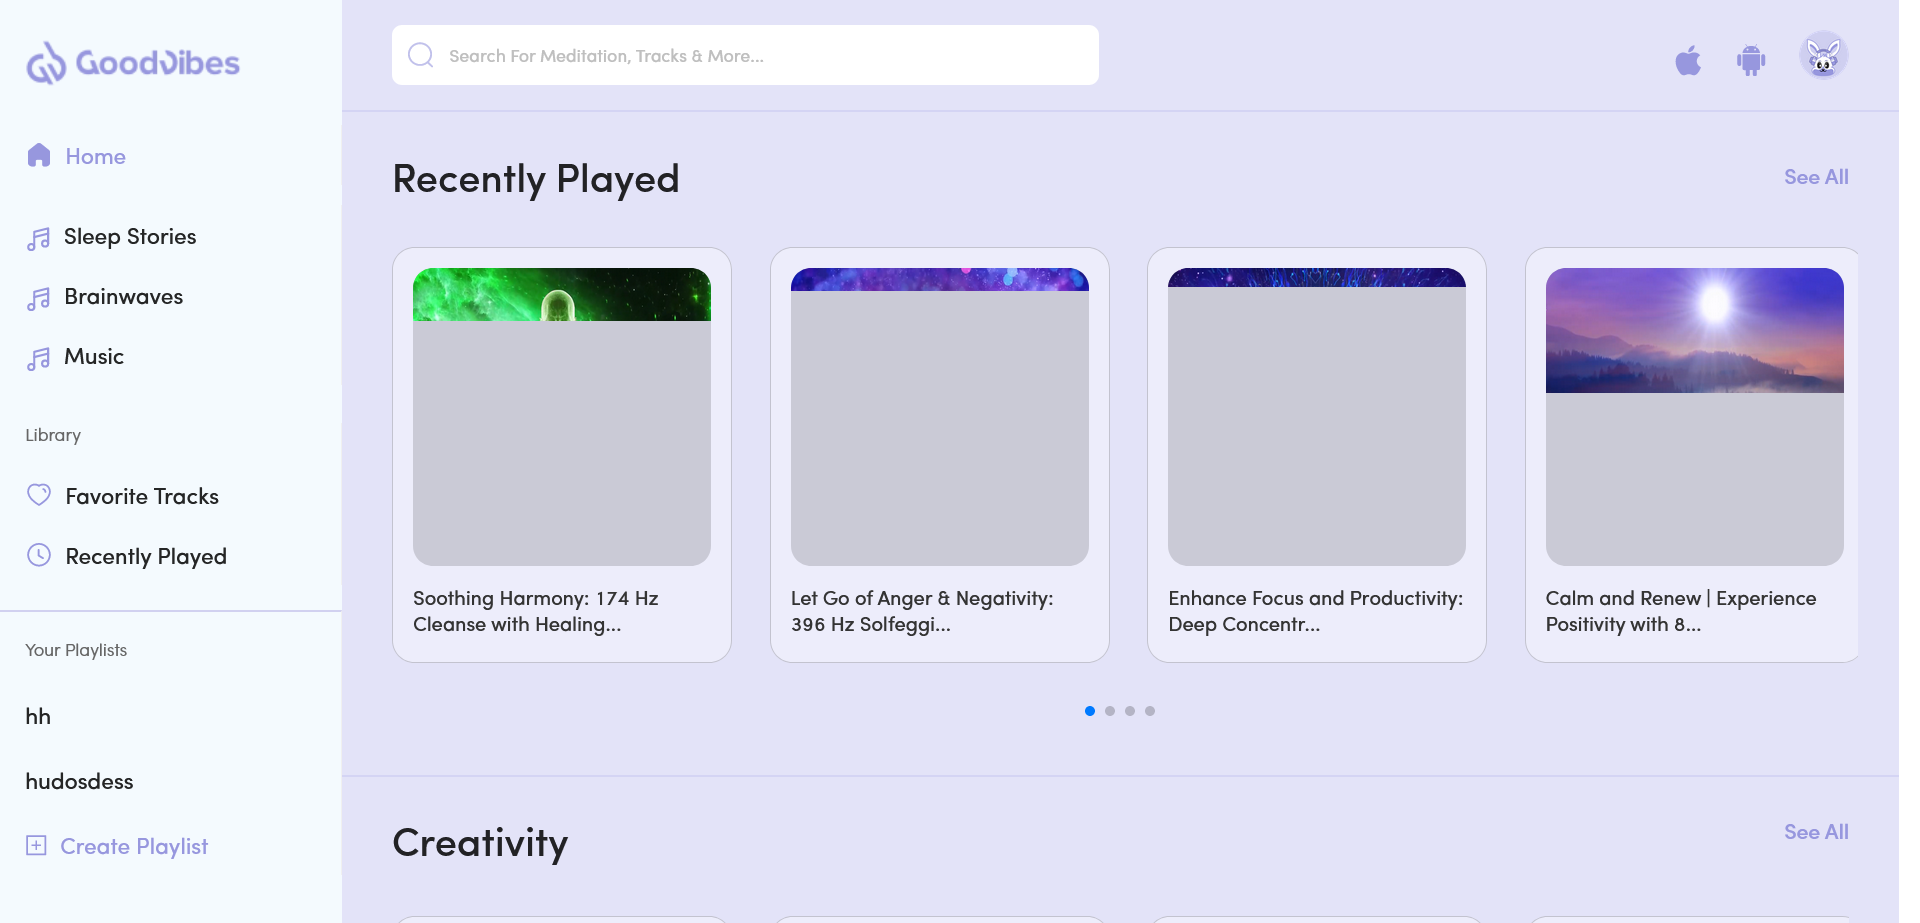 GoodVibes
Search For Meditation, Tracks & More...
Home
Sleep Stories
Brainwaves
Music
Library
Favorite Tracks
Recently Played
Your Playlists
hh
hudosdess
Create Playlist
Recently Played
See All
Soothing Harmony: 174 Hz
Cleanse with Healing...
Let Go of Anger & Negativity:
396 Hz Solfeggi...
Enhance Focus and Productivity:
Deep Concentr...
Calm and Renew | Experience
Positivity with 8...
Creativity
See All